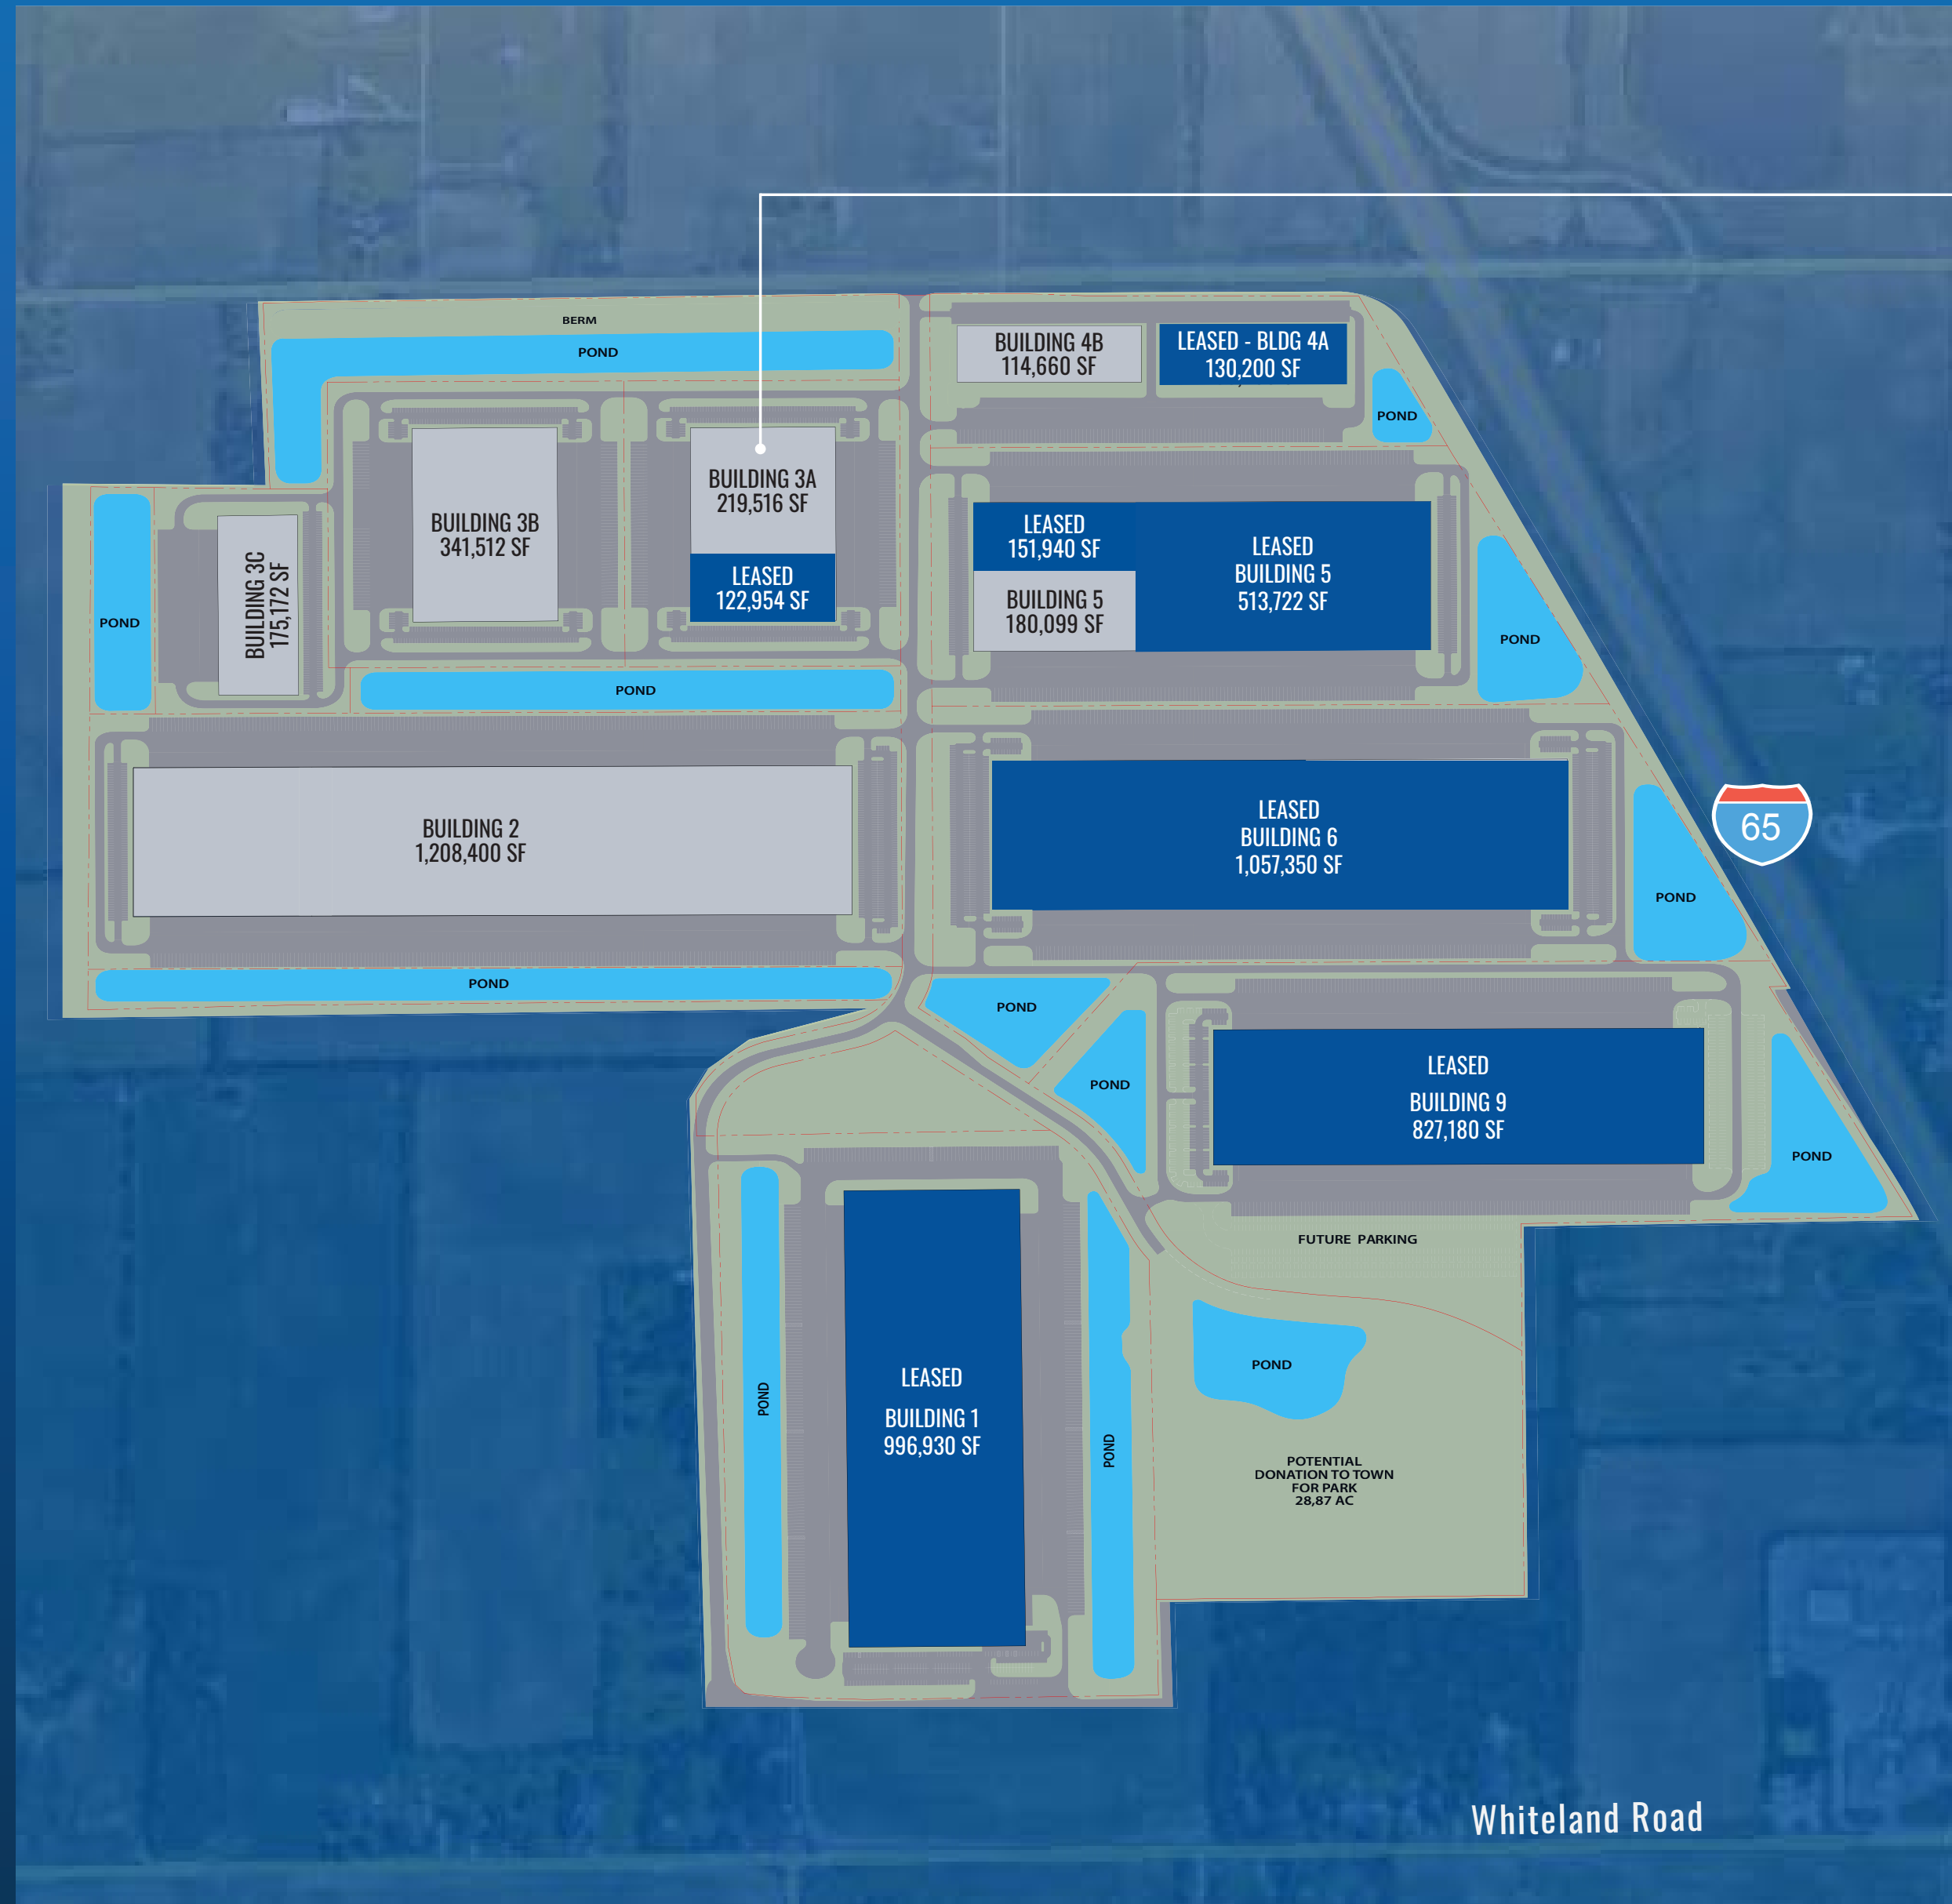 BERM
POND
BUILDING 4B
114,660 SF
LEASED - BLDG 4A
130,200 SF
POND
BUILDING 3A
219,516 SF
LEASED
122,954 SF
BUILDING 3B
341,512 SF
BUILDING 3C
175,172 SF
POND
LEASED
151,940 SF
BUILDING 5
180,099 SF
LEASED
BUILDING 5
513,722 SF
POND
POND
BUILDING 2
1,208,400 SF
LEASED
BUILDING 6
1,057,350 SF
65
POND
POND
POND
POND
LEASED
BUILDING 9
827,180 SF
POND
FUTURE PARKING
POND
LEASED
BUILDING 1
996,930 SF
POND
POND
POTENTIAL
DONATION TO TOWN
FOR PARK
28,87 AC
Whiteland Road